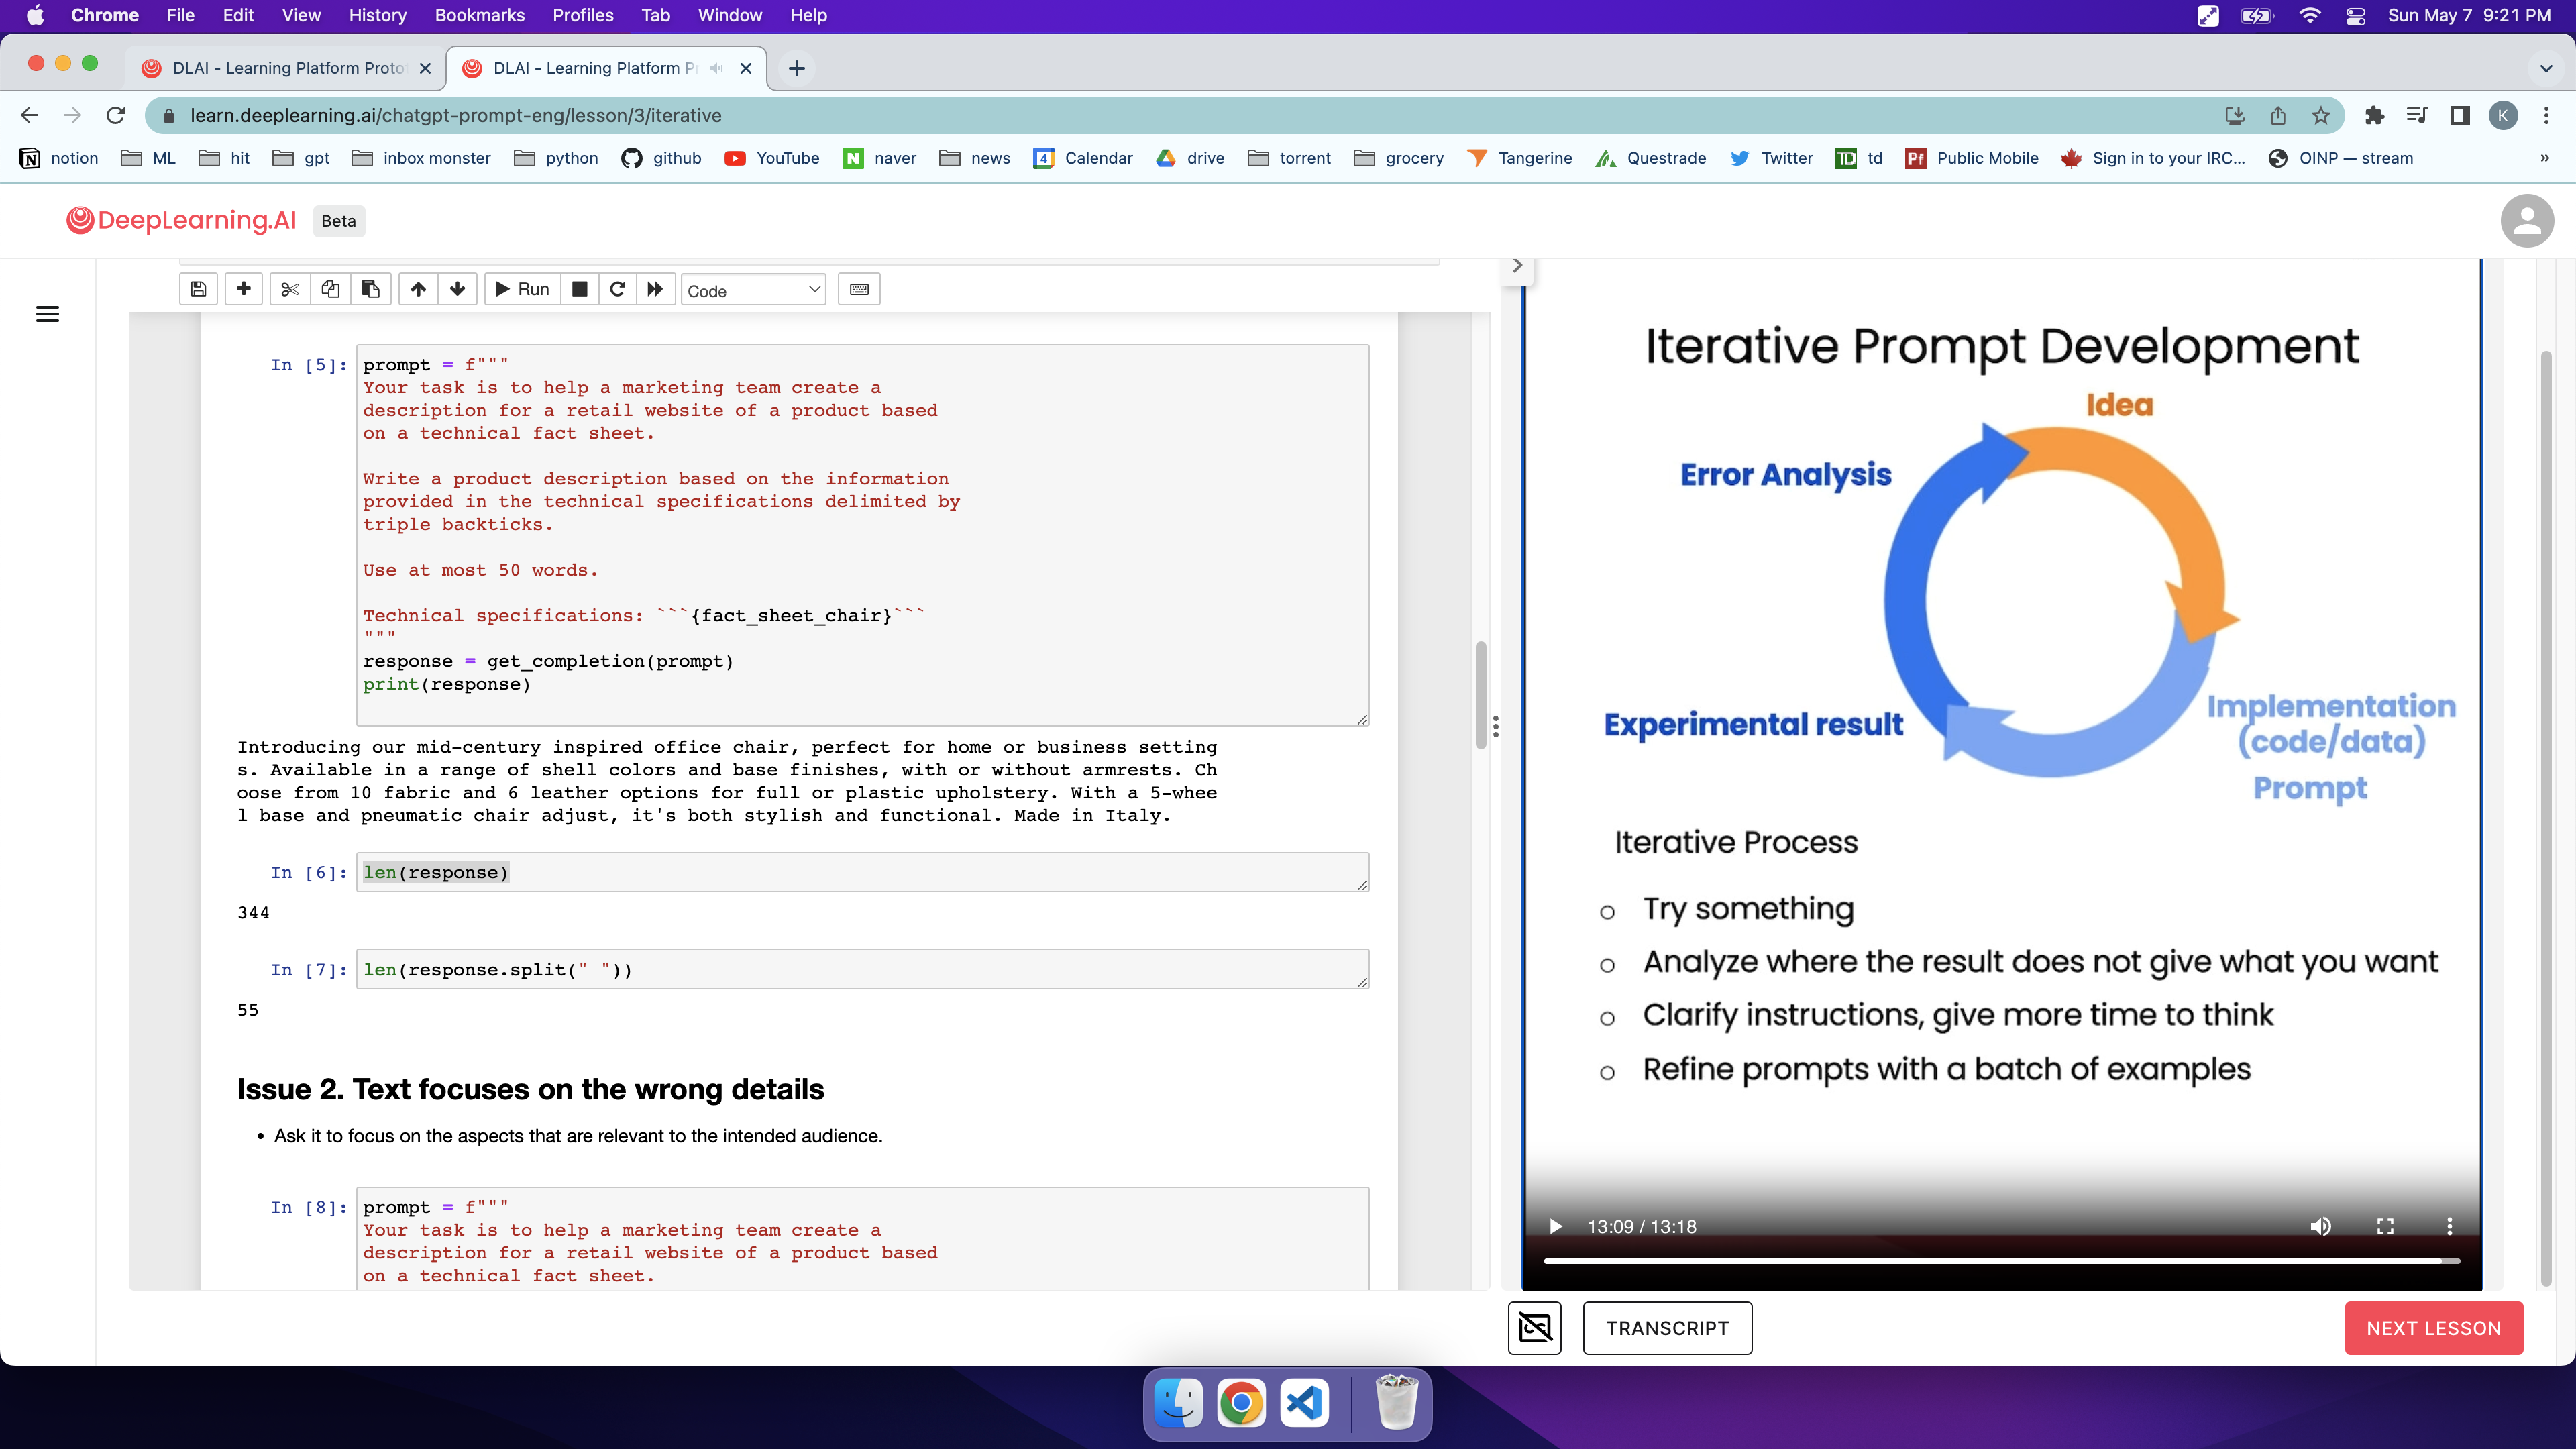 Chrome File Edit View History Bookmarks Profiles Tab Window Help
Sun May 7 9:21 PM
DLAI - Learning Platform Proto
DLAI - Learning Platform P
learn.deeplearning.ai/chatgpt-prompt-eng/lesson/3/iterative
K
notion ML hit gpt inbox monster python github YouTube naver news Calendar drive torrent grocery Tangerine Questrade Twitter td Public Mobile Sign in to your IRC... OINP — stream »
DeepLearning.AI Beta
Run Code
In [5]: prompt = f"""
Your task is to help a marketing team create a
description for a retail website of a product based
on a technical fact sheet.
Write a product description based on the information
provided in the technical specifications delimited by
triple backticks.
Use at most 50 words.
Technical specifications: ```{fact_sheet_chair}```
"""
response = get_completion(prompt)
print(response)
Introducing our mid-century inspired office chair, perfect for home or business setting
s. Available in a range of shell colors and base finishes, with or without armrests. Ch
oose from 10 fabric and 6 leather options for full or plastic upholstery. With a 5-whee
l base and pneumatic chair adjust, it's both stylish and functional. Made in Italy.
In [6]: len(response)
344
In [7]: len(response.split(" "))
55
Issue 2. Text focuses on the wrong details
• Ask it to focus on the aspects that are relevant to the intended audience.
In [8]: prompt = f"""
Your task is to help a marketing team create a
description for a retail website of a product based
on a technical fact sheet.
Iterative Prompt Development
Idea
Error Analysis
Experimental result
Implementation
(code/data)
Prompt
Iterative Process
Try something
Analyze where the result does not give what you want
Clarify instructions, give more time to think
Refine prompts with a batch of examples
13:09 / 13:18
TRANSCRIPT
NEXT LESSON